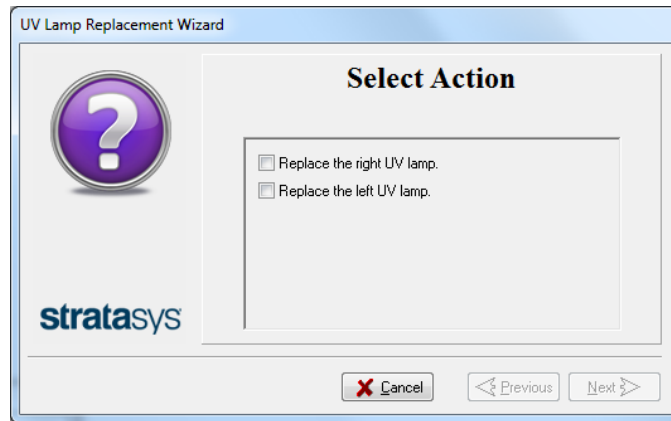 UV Lamp Replacement Wizard
Select Action
Replace the right UV lamp.
Replace the left UV lamp.
stratasys
Cancel
Previous
Next